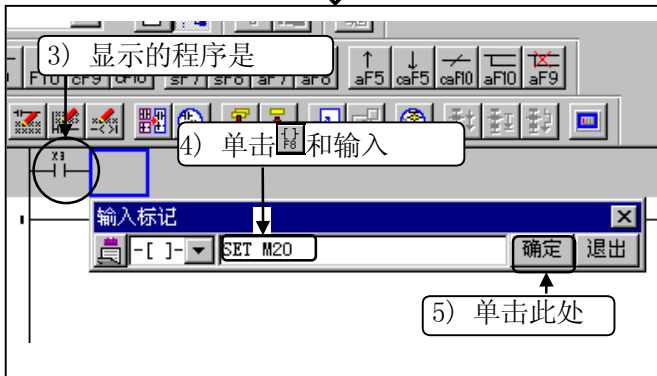 3) 显示的程序是
F10 cF9 cF10 sF7 sF8 aF7 aF8 aF5 caF5 caF10 aF10 aF9
4) 单击 F8 和输入
X3
输入标记
-[ ]- SET M20 确定 退出
5) 单击此处